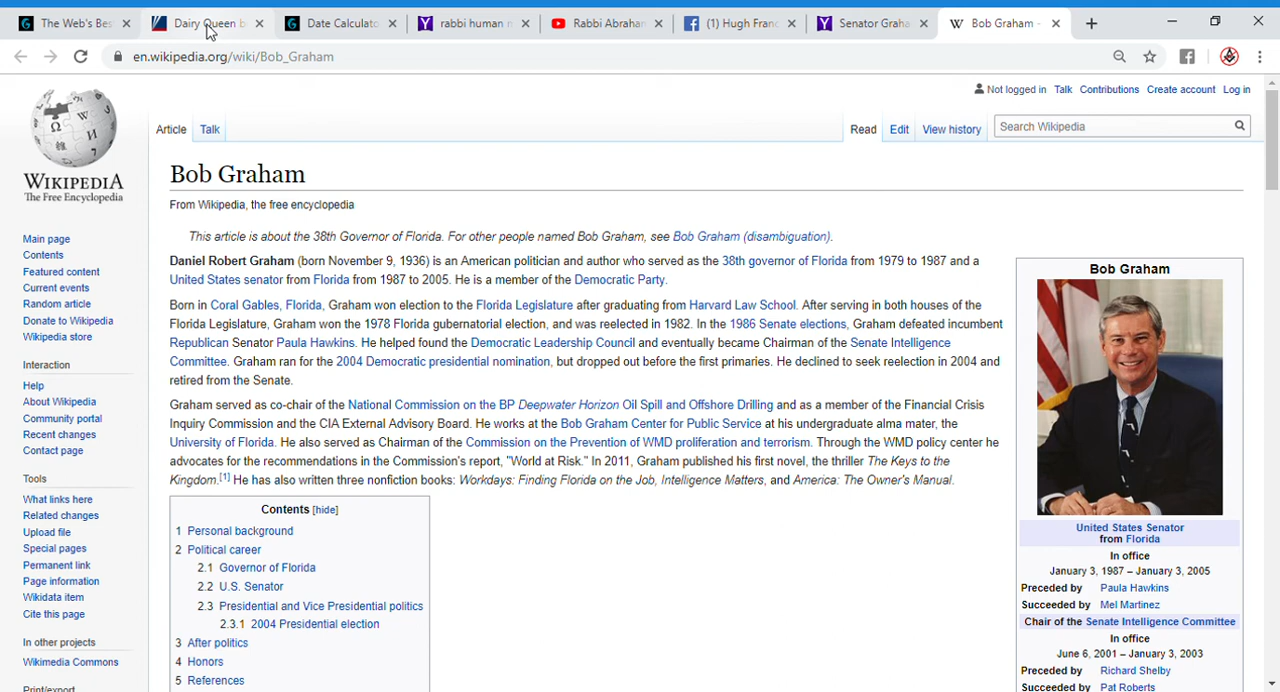 The Web's Bes
Dairy Queen b
Date Calculato
rabbi human m
Rabbi Abrahan
(1) Hugh Franc
Senator Graha
Bob Graham -
en.wikipedia.org/wiki/Bob_Graham
Not logged in Talk Contributions Create account Log in
Article Talk
Read Edit View history
Search Wikipedia
WIKIPEDIA
The Free Encyclopedia
Main page
Contents
Featured content
Current events
Random article
Donate to Wikipedia
Wikipedia store
Interaction
Help
About Wikipedia
Community portal
Recent changes
Contact page
Tools
What links here
Related changes
Upload file
Special pages
Permanent link
Page information
Wikidata item
Cite this page
In other projects
Wikimedia Commons
Print/export
Bob Graham
From Wikipedia, the free encyclopedia
This article is about the 38th Governor of Florida. For other people named Bob Graham, see Bob Graham (disambiguation).
Daniel Robert Graham (born November 9, 1936) is an American politician and author who served as the 38th governor of Florida from 1979 to 1987 and a
United States senator from Florida from 1987 to 2005. He is a member of the Democratic Party.
Born in Coral Gables, Florida, Graham won election to the Florida Legislature after graduating from Harvard Law School. After serving in both houses of the
Florida Legislature, Graham won the 1978 Florida gubernatorial election, and was reelected in 1982. In the 1986 Senate elections, Graham defeated incumbent
Republican Senator Paula Hawkins. He helped found the Democratic Leadership Council and eventually became Chairman of the Senate Intelligence
Committee. Graham ran for the 2004 Democratic presidential nomination, but dropped out before the first primaries. He declined to seek reelection in 2004 and
retired from the Senate.
Graham served as co-chair of the National Commission on the BP Deepwater Horizon Oil Spill and Offshore Drilling and as a member of the Financial Crisis
Inquiry Commission and the CIA External Advisory Board. He works at the Bob Graham Center for Public Service at his undergraduate alma mater, the
University of Florida. He also served as Chairman of the Commission on the Prevention of WMD proliferation and terrorism. Through the WMD policy center he
advocates for the recommendations in the Commission's report, "World at Risk." In 2011, Graham published his first novel, the thriller The Keys to the
Kingdom.[1] He has also written three nonfiction books: Workdays: Finding Florida on the Job, Intelligence Matters, and America: The Owner's Manual.
Contents [hide]
1 Personal background
2 Political career
2.1 Governor of Florida
2.2 U.S. Senator
2.3 Presidential and Vice Presidential politics
2.3.1 2004 Presidential election
3 After politics
4 Honors
5 References
Bob Graham
United States Senator
from Florida
In office
January 3, 1987 – January 3, 2005
Preceded by Paula Hawkins
Succeeded by Mel Martinez
Chair of the Senate Intelligence Committee
In office
June 6, 2001 – January 3, 2003
Preceded by Richard Shelby
Succeeded by Pat Roberts